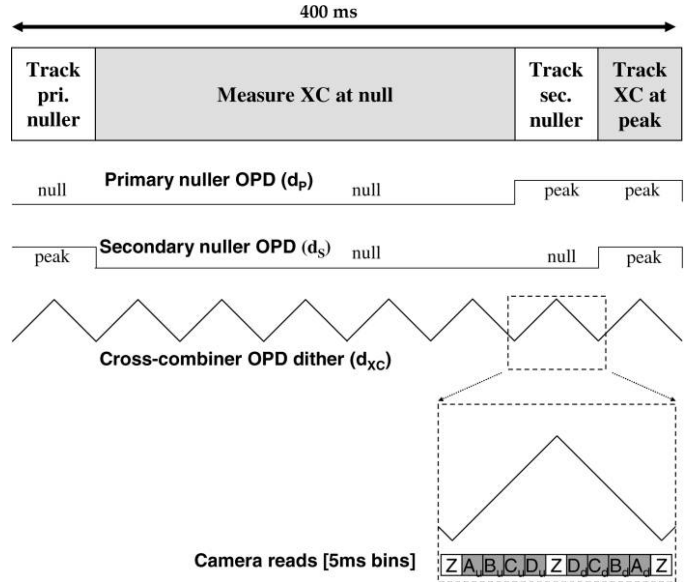 400 ms
Track pri. nuller
Measure XC at null
Track sec. nuller
Track XC at peak
Primary nuller OPD (dP)
null
null
peak
peak
Secondary nuller OPD (dS)
peak
null
null
peak
Cross-combiner OPD dither (dXC)
Camera reads [5ms bins]
Z Au Bu Cu Du Z Dd Cd Bd Ad Z